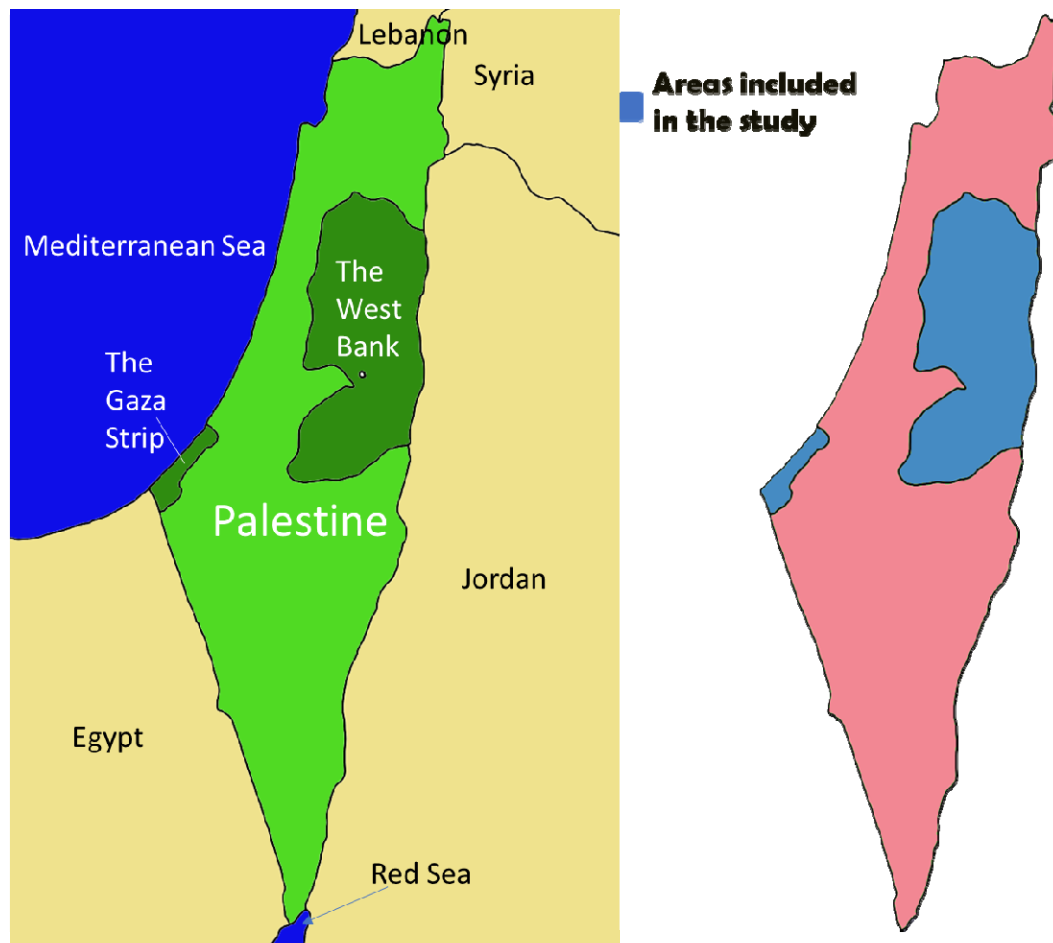 Lebanon
Syria
Mediterranean Sea
The
West
Bank
The
Gaza
Strip
Palestine
Jordan
Egypt
Red Sea
Areas included
in the study